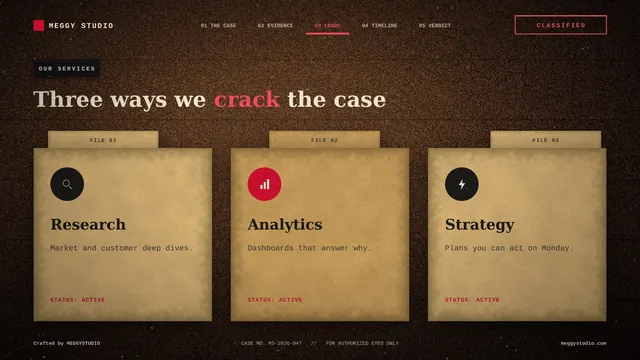 MEGGY STUDIO
01 THE CASE
02 EVIDENCE
03 LEADS
04 TIMELINE
05 VERDICT
CLASSIFIED
OUR SERVICES
Three ways we crack the case
FILE 01
FILE 02
FILE 03
Research
Market and customer deep dives.
STATUS: ACTIVE
Analytics
Dashboards that answer why.
STATUS: ACTIVE
Strategy
Plans you can act on Monday.
STATUS: ACTIVE
Crafted by MEGGYSTUDIO
CASE NO. MS-2026-047 // FOR AUTHORIZED EYES ONLY
meggystudio.com